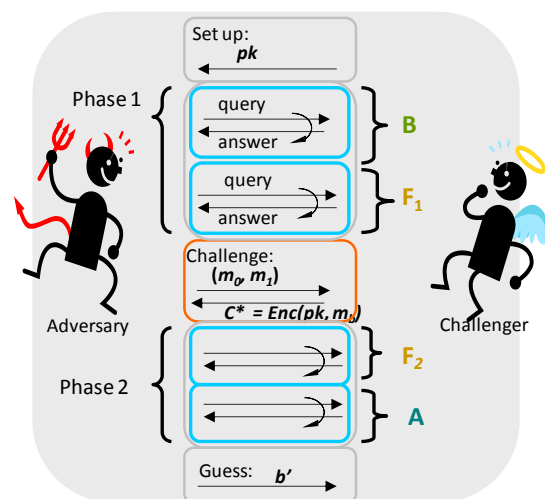 Set up:
pk
Phase 1
query
answer
B
query
answer
F₁
Challenge:
(m₀, m₁)
C* = Enc(pk, m_b)
Adversary
Challenger
Phase 2
F₂
A
Guess: b'